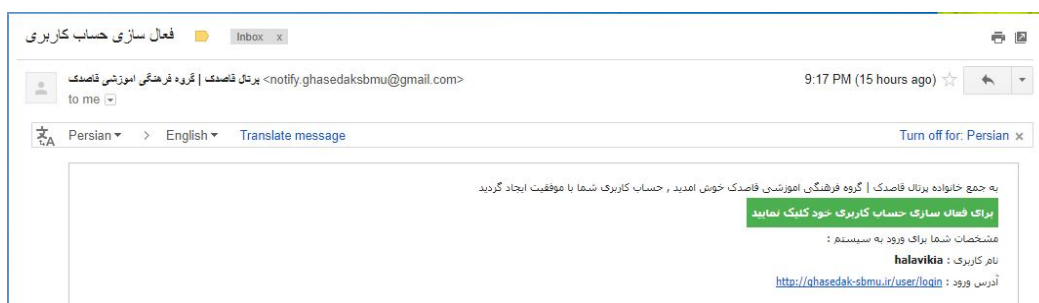 فعال سازی حساب کاربری
Inbox x
پرتال قاصدک | گروه فرهنگی اموزشی قاصدک <notify.ghasedaksbmu@gmail.com>
9:17 PM (15 hours ago)
to me
Persian > English Translate message
Turn off for: Persian x
به جمع خانواده پرتال قاصدک | گروه فرهنگی اموزشی قاصدک خوش امدید , حساب کاربری شما با موفقیت ایجاد گردید
برای فعال سازی حساب کاربری خود کلیک نمایید
مشخصات شما برای ورود به سیستم :
نام کاربری : halavikia
آدرس ورود : http://ghasedak-sbmu.ir/user/login